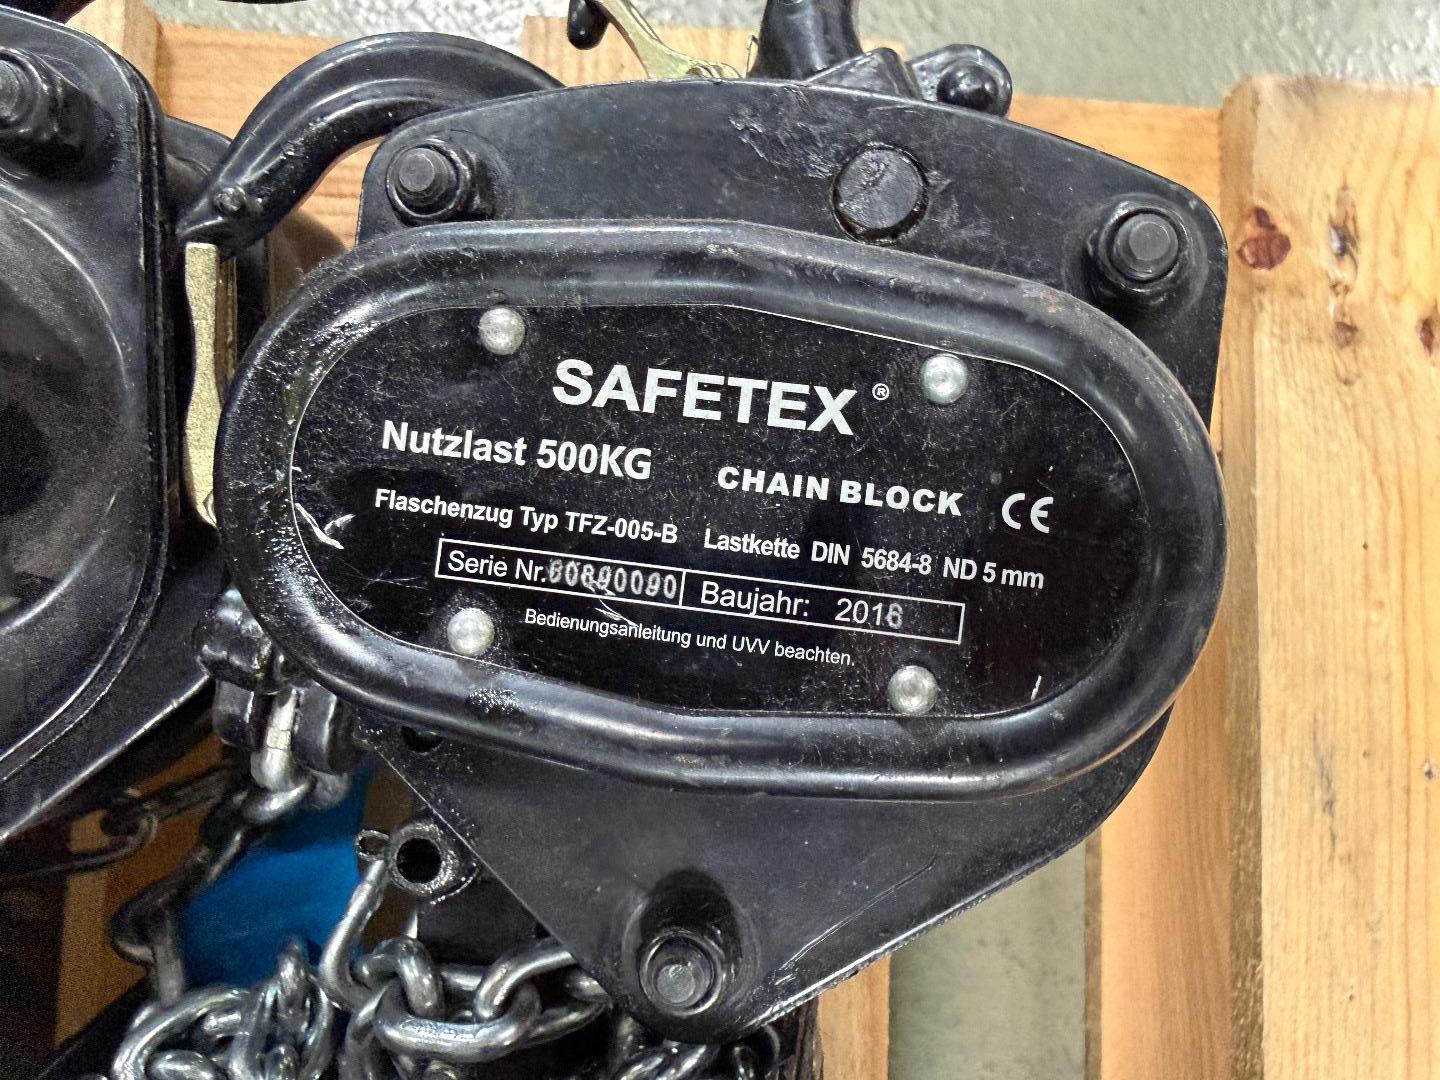 SAFETEX ®
Nutzlast 500KG CHAIN BLOCK CE
Flaschenzug Typ TFZ-005-B Lastkette DIN 5684-8 ND 5 mm
Serie Nr. Baujahr: 2016
Bedienungsanleitung und UVV beachten.